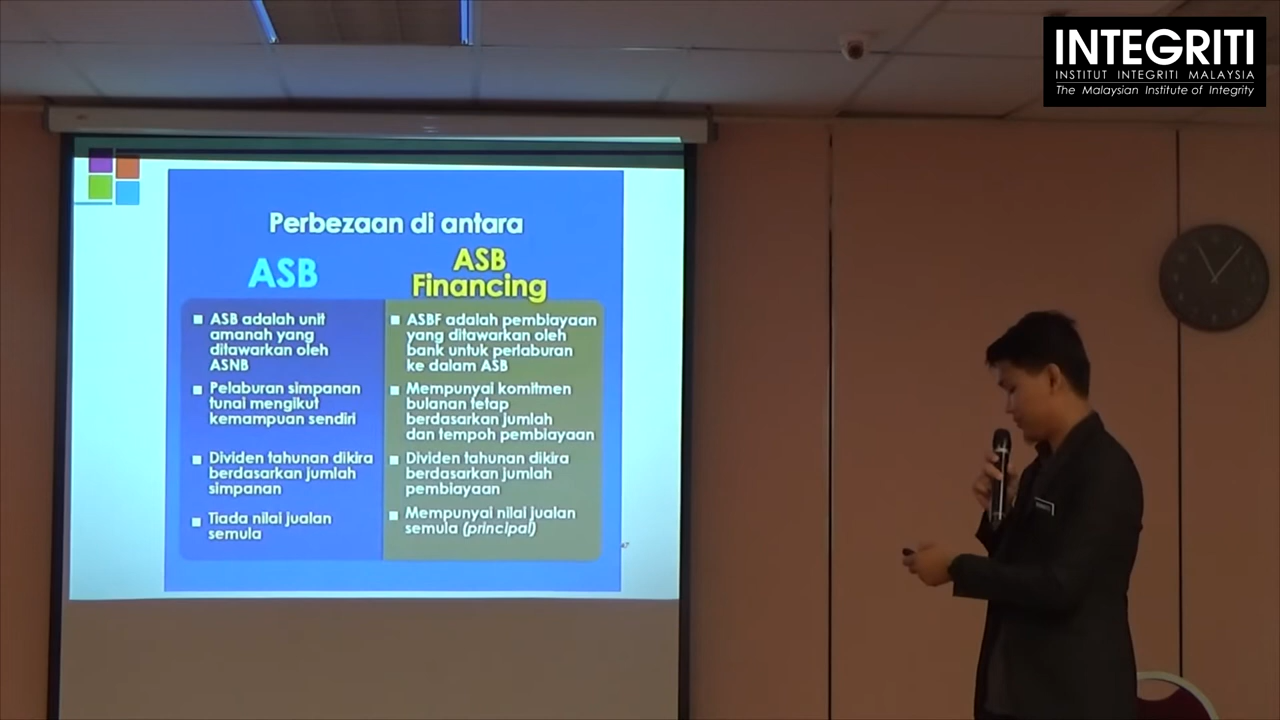 INTEGRITI
INSTITUT INTEGRITI MALAYSIA
The Malaysian Institute of Integrity
Perbezaan di antara
ASB
ASB adalah unit
amanah yang
ditawarkan oleh
ASNB
Pelaburan simpanan
tunai mengikut
kemampuan sendiri
Dividen tahunan dikira
berdasarkan jumlah
simpanan
Tiada nilai jualan
semula
ASB
Financing
ASBF adalah pembiayaan
yang ditawarkan oleh
bank untuk perlaburan
ke dalam ASB
Mempunyai komitmen
bulanan tetap
berdasarkan jumlah
dan tempoh pembiayaan
Dividen tahunan dikira
berdasarkan jumlah
pembiayaan
Mempunyai nilai jualan
semula (principal)